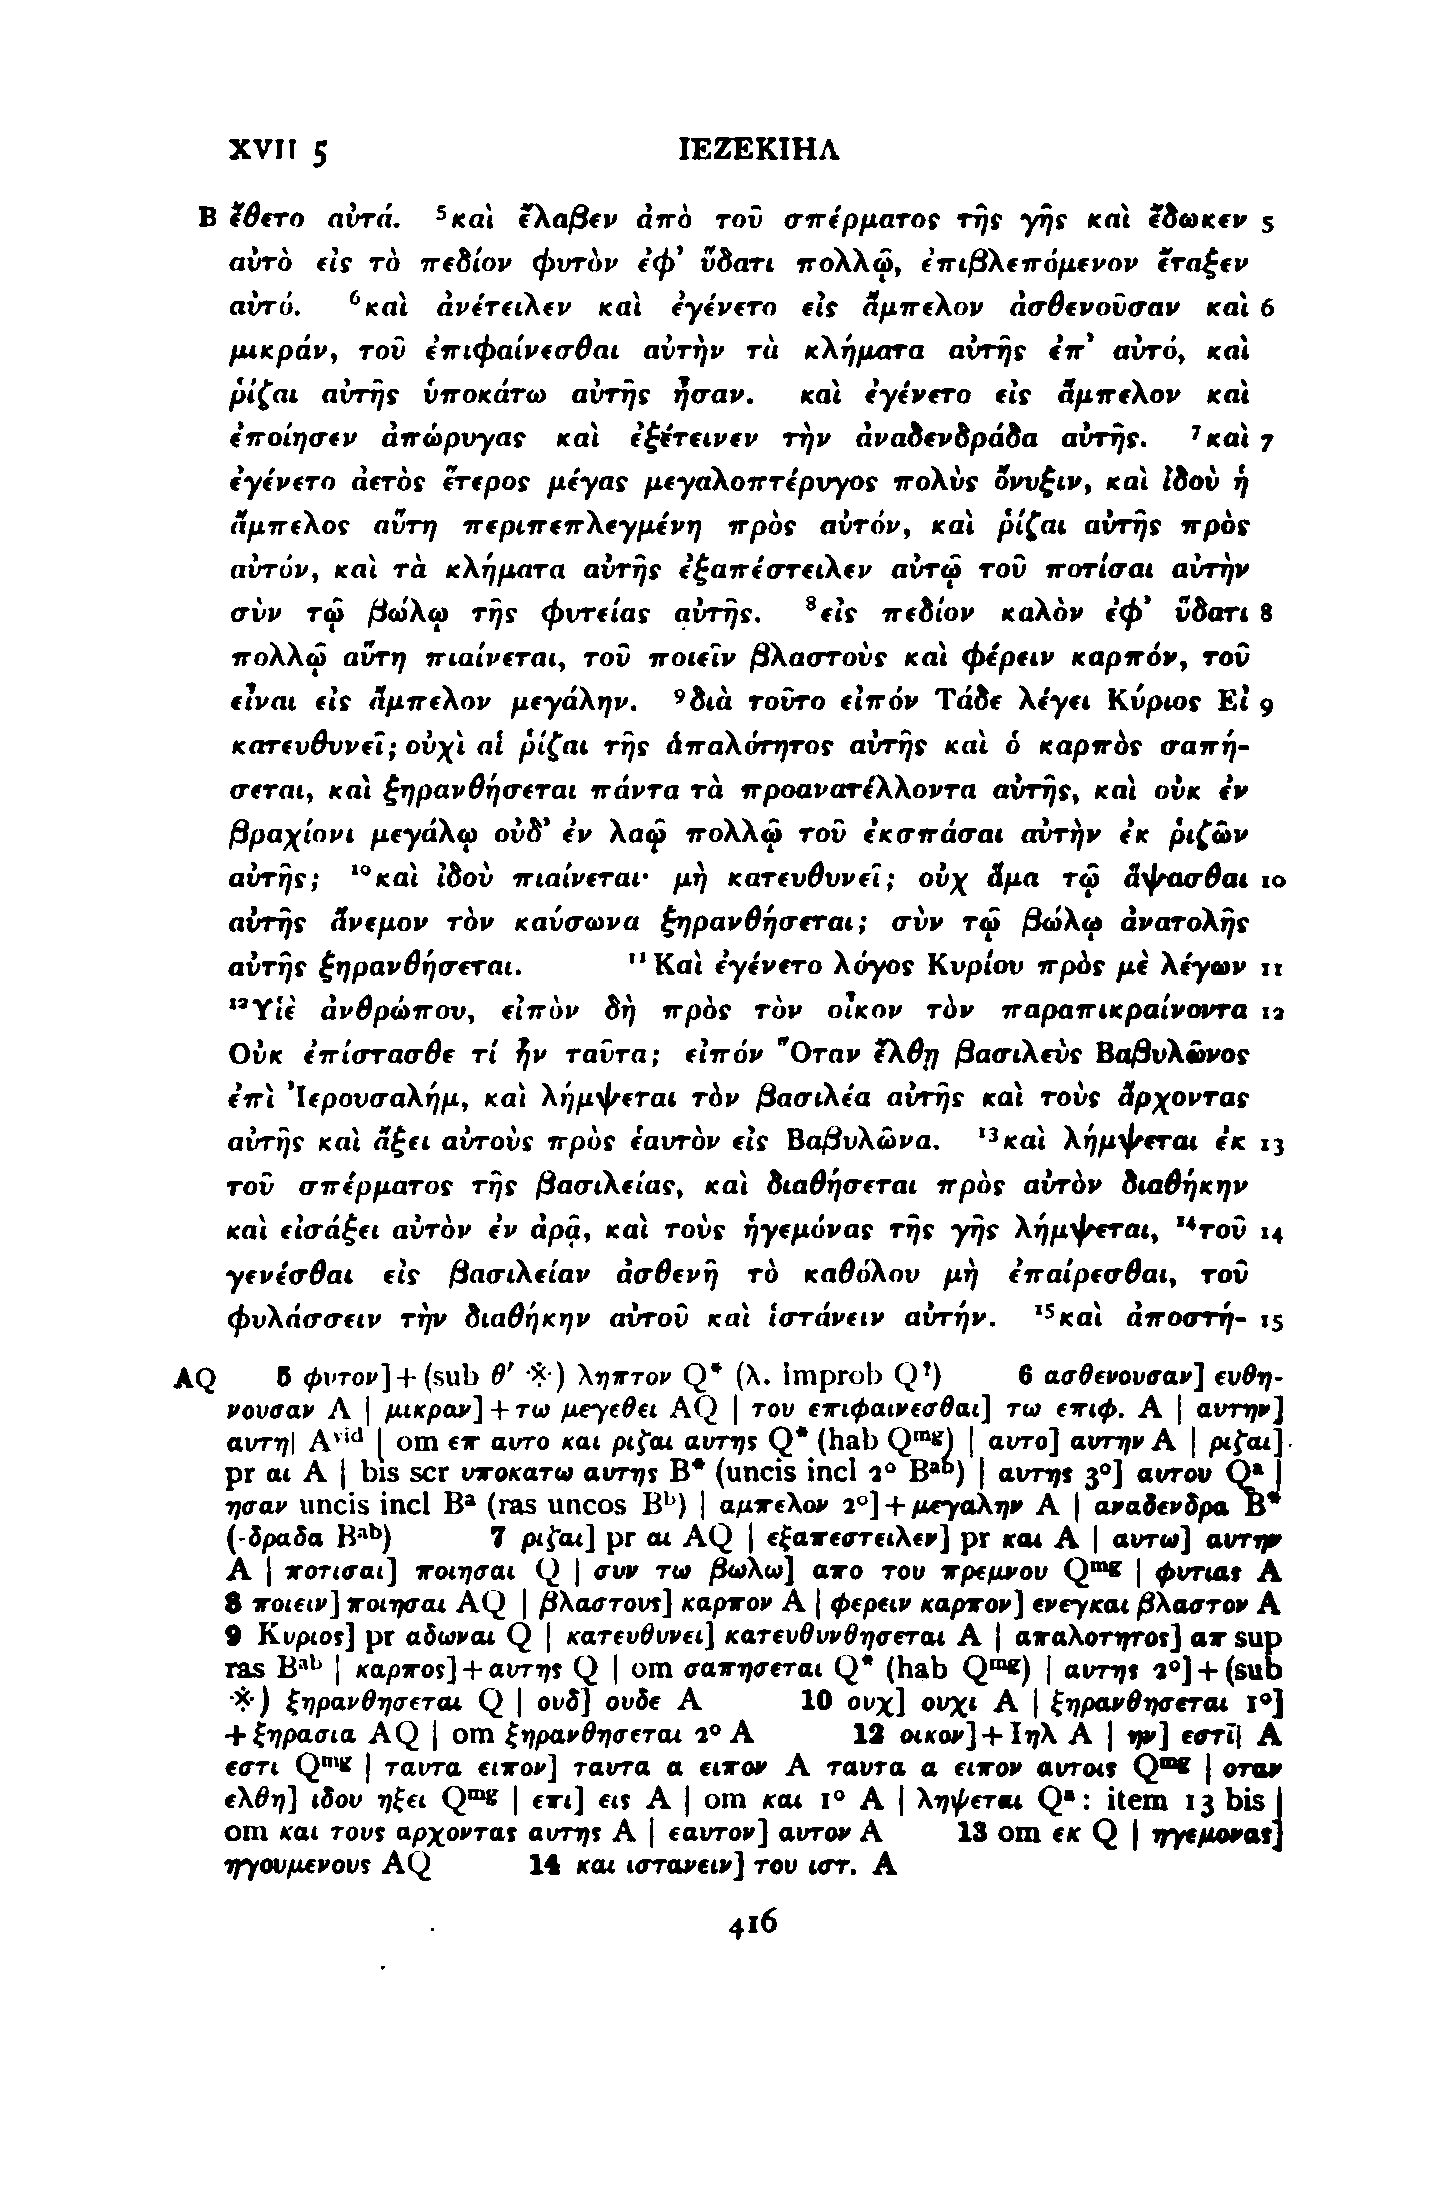 XVII 5 ΙΕΖΕΚΙΗΛ
B ἔθετο αὐτά. ⁵καὶ ἔλαβεν ἀπὸ τοῦ σπέρματος τῆς γῆς καὶ ἔδωκεν 5
αὐτὸ εἰς τὸ πεδίον φυτὸν ἐφ' ὕδατι πολλῷ, ἐπιβλεπόμενον ἔταξεν
αὐτό. ⁶καὶ ἀνέτειλεν καὶ ἐγένετο εἰς ἄμπελον ἀσθενοῦσαν καὶ 6
μικράν, τοῦ ἐπιφαίνεσθαι αὐτὴν τὰ κλήματα αὐτῆς ἐπ' αὐτό, καὶ
ῥίζαι αὐτῆς ὑποκάτω αὐτῆς ἦσαν. καὶ ἐγένετο εἰς ἄμπελον καὶ
ἐποίησεν ἀπώρυγας καὶ ἐξέτεινεν τὴν ἀναδενδράδα αὐτῆς. ⁷καὶ 7
ἐγένετο ἀετὸς ἕτερος μέγας μεγαλοπτέρυγος πολὺς ὄνυξιν, καὶ ἰδοὺ ἡ
ἄμπελος αὕτη περιπεπλεγμένη πρὸς αὐτόν, καὶ ῥίζαι αὐτῆς πρὸς
αὐτόν, καὶ τὰ κλήματα αὐτῆς ἐξαπέστειλεν αὐτῷ τοῦ ποτίσαι αὐτὴν
σὺν τῷ βώλῳ τῆς φυτείας αὐτῆς. ⁸εἰς πεδίον καλὸν ἐφ' ὕδατι 8
πολλῷ αὕτη πιαίνεται, τοῦ ποιεῖν βλαστοὺς καὶ φέρειν καρπόν, τοῦ
εἶναι εἰς ἄμπελον μεγάλην. ⁹διὰ τοῦτο εἰπόν Τάδε λέγει Κύριος Εἰ 9
κατευθυνεῖ; οὐχὶ αἱ ῥίζαι τῆς ἁπαλότητος αὐτῆς καὶ ὁ καρπὸς σαπή-
σεται, καὶ ξηρανθήσεται πάντα τὰ προανατέλλοντα αὐτῆς, καὶ οὐκ ἐν
βραχίονι μεγάλῳ οὐδ' ἐν λαῷ πολλῷ τοῦ ἐκσπάσαι αὐτὴν ἐκ ῥιζῶν
αὐτῆς; ¹⁰καὶ ἰδοὺ πιαίνεται· μὴ κατευθυνεῖ; οὐχ ἅμα τῷ ἅψασθαι 10
αὐτῆς ἄνεμον τὸν καύσωνα ξηρανθήσεται; σὺν τῷ βώλῳ ἀνατολῆς
αὐτῆς ξηρανθήσεται. ¹¹Καὶ ἐγένετο λόγος Κυρίου πρὸς μὲ λέγων 11
¹²Υἱὲ ἀνθρώπου, εἰπὸν δὴ πρὸς τὸν οἶκον τὸν παραπικραίνοντα 12
Οὐκ ἐπίστασθε τί ἦν ταῦτα; εἰπόν Ὅταν ἔλθῃ βασιλεὺς Βαβυλῶνος
ἐπὶ Ἰερουσαλήμ, καὶ λήμψεται τὸν βασιλέα αὐτῆς καὶ τοὺς ἄρχοντας
αὐτῆς καὶ ἄξει αὐτοὺς πρὸς ἑαυτὸν εἰς Βαβυλῶνα. ¹³καὶ λήμψεται ἐκ 13
τοῦ σπέρματος τῆς βασιλείας, καὶ διαθήσεται πρὸς αὐτὸν διαθήκην
καὶ εἰσάξει αὐτὸν ἐν ἀρᾷ, καὶ τοὺς ἡγεμόνας τῆς γῆς λήμψεται, ¹⁴τοῦ 14
γενέσθαι εἰς βασιλείαν ἀσθενῆ τὸ καθόλου μὴ ἐπαίρεσθαι, τοῦ
φυλάσσειν τὴν διαθήκην αὐτοῦ καὶ ἱστάνειν αὐτήν. ¹⁵καὶ ἀποστή- 15
AQ 5 φυτον]+(sub θ' ※) ληπτον Q* (λ. improb Q?) 6 ασθενουσαν] ευθη-
νουσαν A | μικραν]+τω μεγεθει AQ | του επιφαινεσθαι] τω επιφ. A | αυτην]
αυτη| Aᵛⁱᵈ | om επ αυτο και ριζαι αυτης Q* (hab Qᵐᵍ) | αυτο] αυτην A | ριζαι]
pr αι A | bis scr υποκατω αυτης B* (uncis incl 2° Bᵃᵇ) | αυτης 3°] αυτου Qᵃ |
ησαν uncis incl Bᵃ (ras uncos Bᵇ) | αμπελον 2°]+μεγαλην A | αναδενδρα B*
(-δραδα Bᵃᵇ) 7 ριζαι] pr αι AQ | εξαπεστειλεν] pr και A | αυτω] αυτην
A | ποτισαι] ποιησαι Q | συν τω βωλω] απο του πρεμνου Qᵐᵍ | φυτιας A
8 ποιειν] ποιησαι AQ | βλαστους] καρπον A | φερειν καρπον] ενεγκαι βλαστον A
9 Κυριος] pr αδωναι Q | κατευθυνει] κατευθυνθησεται A | απαλοτητος] απ sup
ras Bᵃᵇ | καρπος]+αυτης Q | om σαπησεται Q* (hab Qᵐᵍ) | αυτης 2°]+(sub
※) ξηρανθησεται Q | ουδ] ουδε A 10 ουχ] ουχι A | ξηρανθησεται 1°]
+ξηρασια AQ | om ξηρανθησεται 2° A 12 οικον]+Ιηλ A | ην] εστῑ| A
εστι Qᵐᵍ | ταυτα ειπον] ταυτα α ειπον A ταυτα α ειπον αυτοις Qᵐᵍ | οταν
ελθη] ιδου ηξει Qᵐᵍ | επι] εις A | om και 1° A | ληψεται Qᵃ: item 13 bis |
om και τους αρχοντας αυτης A | εαυτον] αυτον A 13 om εκ Q | ηγεμονας]
ηγουμενους AQ 14 και ιστανειν] του ιστ. A
416